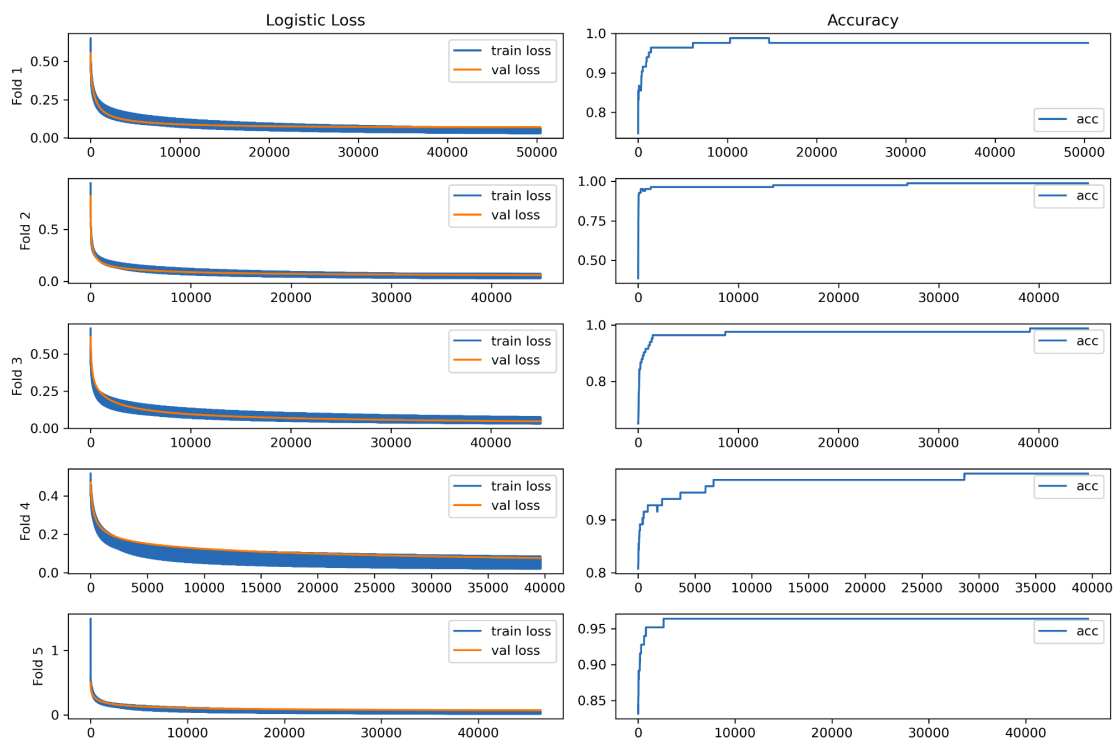 Logistic Loss
Accuracy
Fold 1
0.50
0.25
0.00
train loss
val loss
0 10000 20000 30000 40000 50000
1.0
0.9
0.8
acc
0 10000 20000 30000 40000 50000
Fold 2
0.5
0.0
train loss
val loss
0 10000 20000 30000 40000
1.00
0.75
0.50
acc
0 10000 20000 30000 40000
Fold 3
0.50
0.25
0.00
train loss
val loss
0 10000 20000 30000 40000
1.0
0.8
acc
0 10000 20000 30000 40000
Fold 4
0.4
0.2
0.0
train loss
val loss
0 5000 10000 15000 20000 25000 30000 35000 40000
0.9
0.8
acc
0 5000 10000 15000 20000 25000 30000 35000 40000
Fold 5
1
0
train loss
val loss
0 10000 20000 30000 40000
0.95
0.90
0.85
acc
0 10000 20000 30000 40000